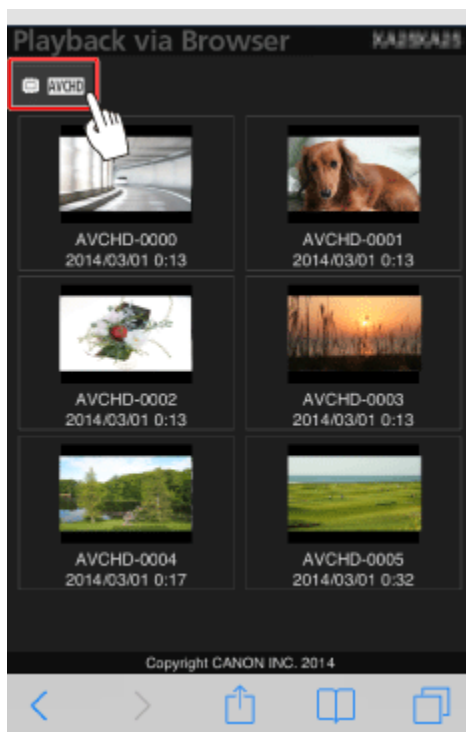 Playback via Browser
AVCHD
AVCHD-0000
2014/03/01 0:13
AVCHD-0001
2014/03/01 0:13
AVCHD-0002
2014/03/01 0:13
AVCHD-0003
2014/03/01 0:13
AVCHD-0004
2014/03/01 0:17
AVCHD-0005
2014/03/01 0:32
Copyright CANON INC. 2014